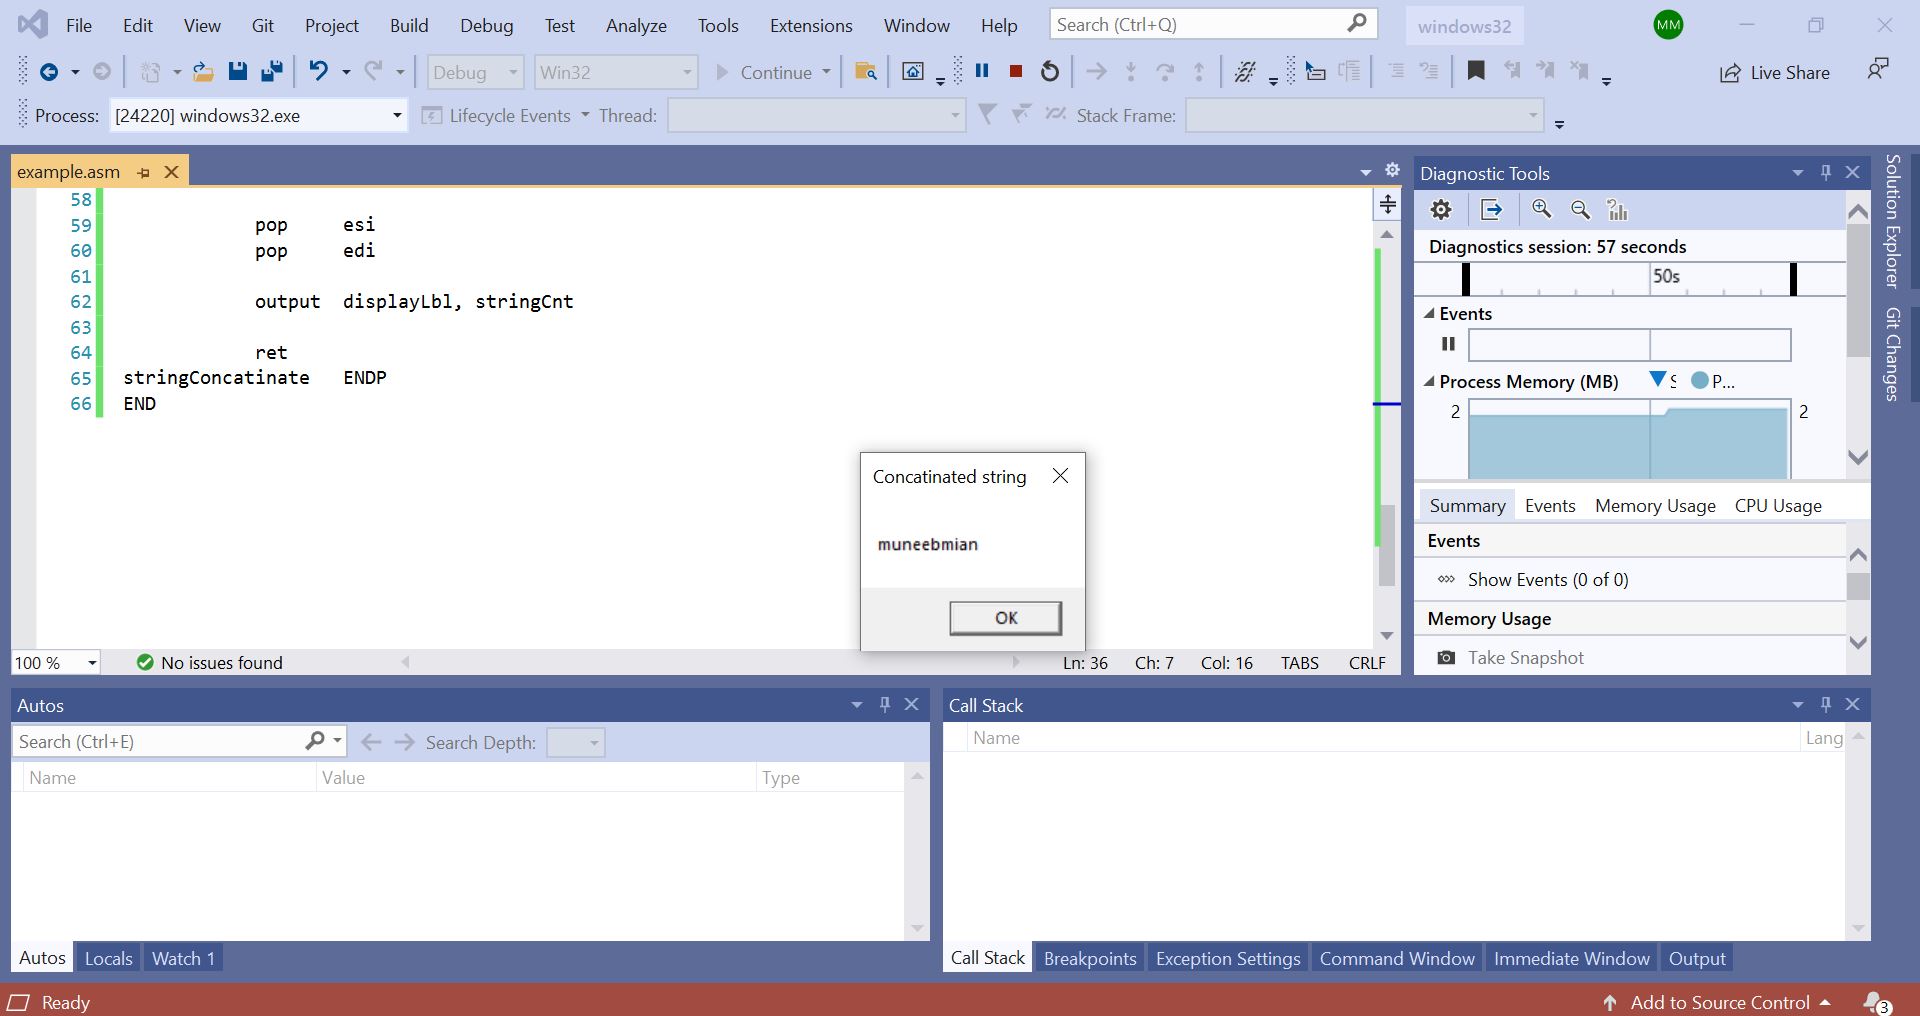 File Edit View Git Project Build Debug Test Analyze Tools Extensions Window Help Search (Ctrl+Q) windows32 MM
Debug Win32 Continue Live Share
Process: [24220] windows32.exe Lifecycle Events Thread: Stack Frame:
example.asm
58
59 pop esi
60 pop edi
61
62 output displayLbl, stringCnt
63
64 ret
65 stringConcatinate ENDP
66 END
100 % No issues found Ln: 36 Ch: 7 Col: 16 TABS CRLF
Concatinated string
muneebmian
OK
Diagnostic Tools
Diagnostics session: 57 seconds
50s
Events
Process Memory (MB) S P...
2 2
Summary Events Memory Usage CPU Usage
Events
Show Events (0 of 0)
Memory Usage
Take Snapshot
Solution Explorer
Git Changes
Autos
Search (Ctrl+E) Search Depth:
Name Value Type
Autos Locals Watch 1
Call Stack
Name Lang
Call Stack Breakpoints Exception Settings Command Window Immediate Window Output
Ready Add to Source Control 3